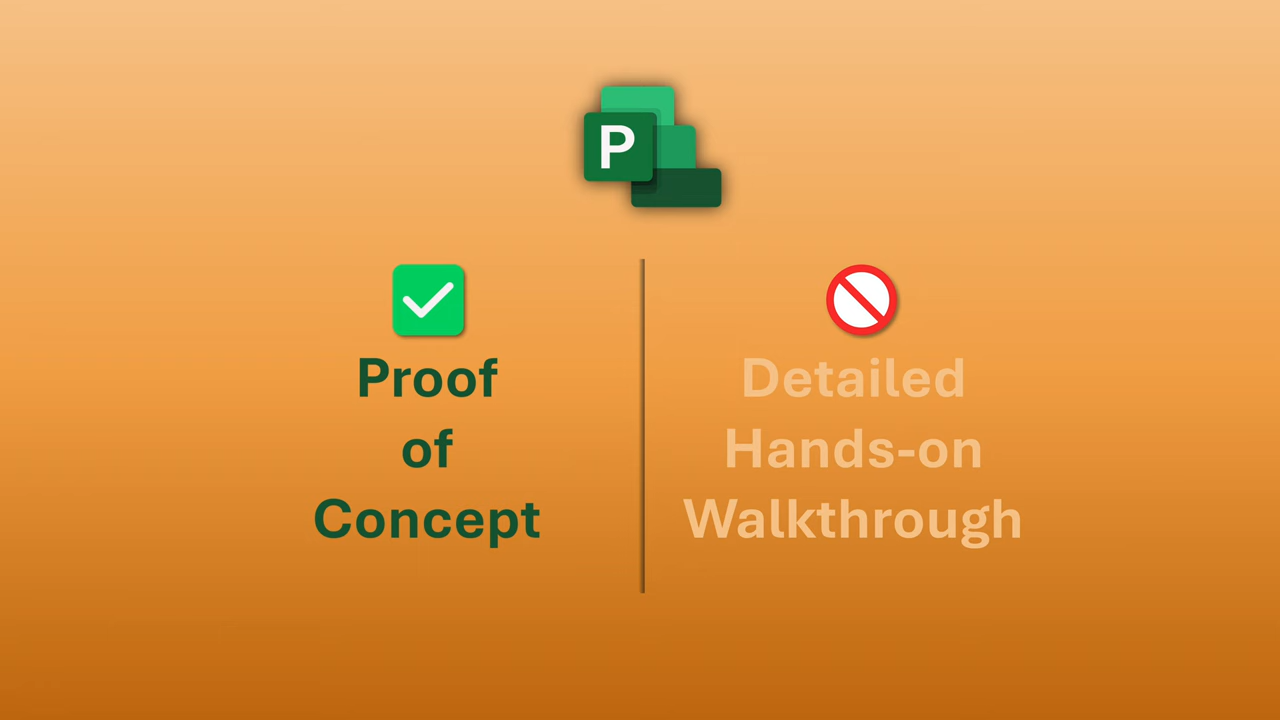 P
Proof
of
Concept
Detailed
Hands-on
Walkthrough